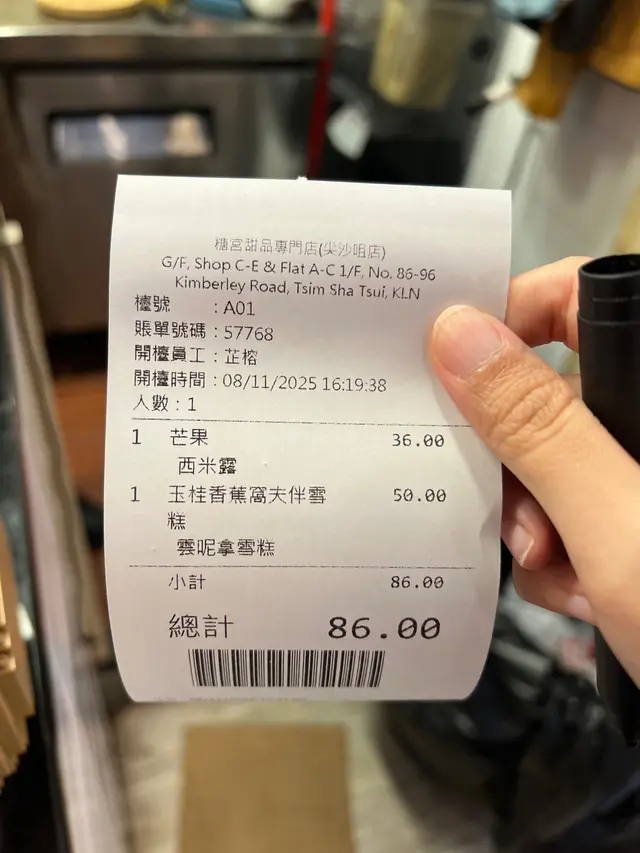 糖宮甜品專門店(尖沙咀店)
G/F, Shop C-E & Flat A-C 1/F, No. 86-96
Kimberley Road, Tsim Sha Tsui, KLN
檯號 : A01
賬單號碼 : 57768
開檯員工 : 芷榕
開檯時間 : 08/11/2025 16:19:38
人數 : 1
1 芒果 36.00
西米露
1 玉桂香蕉窩夫伴雪 50.00
糕
雲呢拿雪糕
小計 86.00
總計 86.00